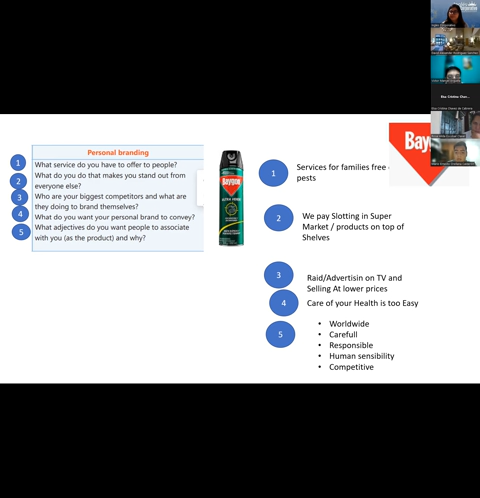 Personal branding
1 What service do you have to offer to people?
2 What do you do that makes you stand out from
everyone else?
3 Who are your biggest competitors and what are
they doing to brand themselves?
4 What do you want your personal brand to convey?
5 What adjectives do you want people to associate
with you (as the product) and why?
Baygon
Bay
1 Services for families free
pests
2 We pay Slotting in Super
Market / products on top of
Shelves
3 Raid/Advertisin on TV and
Selling At lower prices
4 Care of your Health is too Easy
5
• Worldwide
• Carefull
• Responsible
• Human sensibility
• Competitive